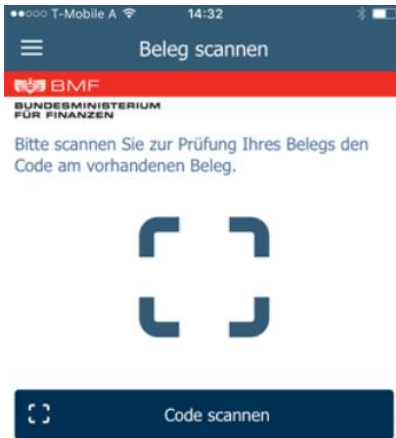 T-Mobile A 14:32
Beleg scannen
BMF
BUNDESMINISTERIUM
FÜR FINANZEN
Bitte scannen Sie zur Prüfung Ihres Belegs den
Code am vorhandenen Beleg.
Code scannen